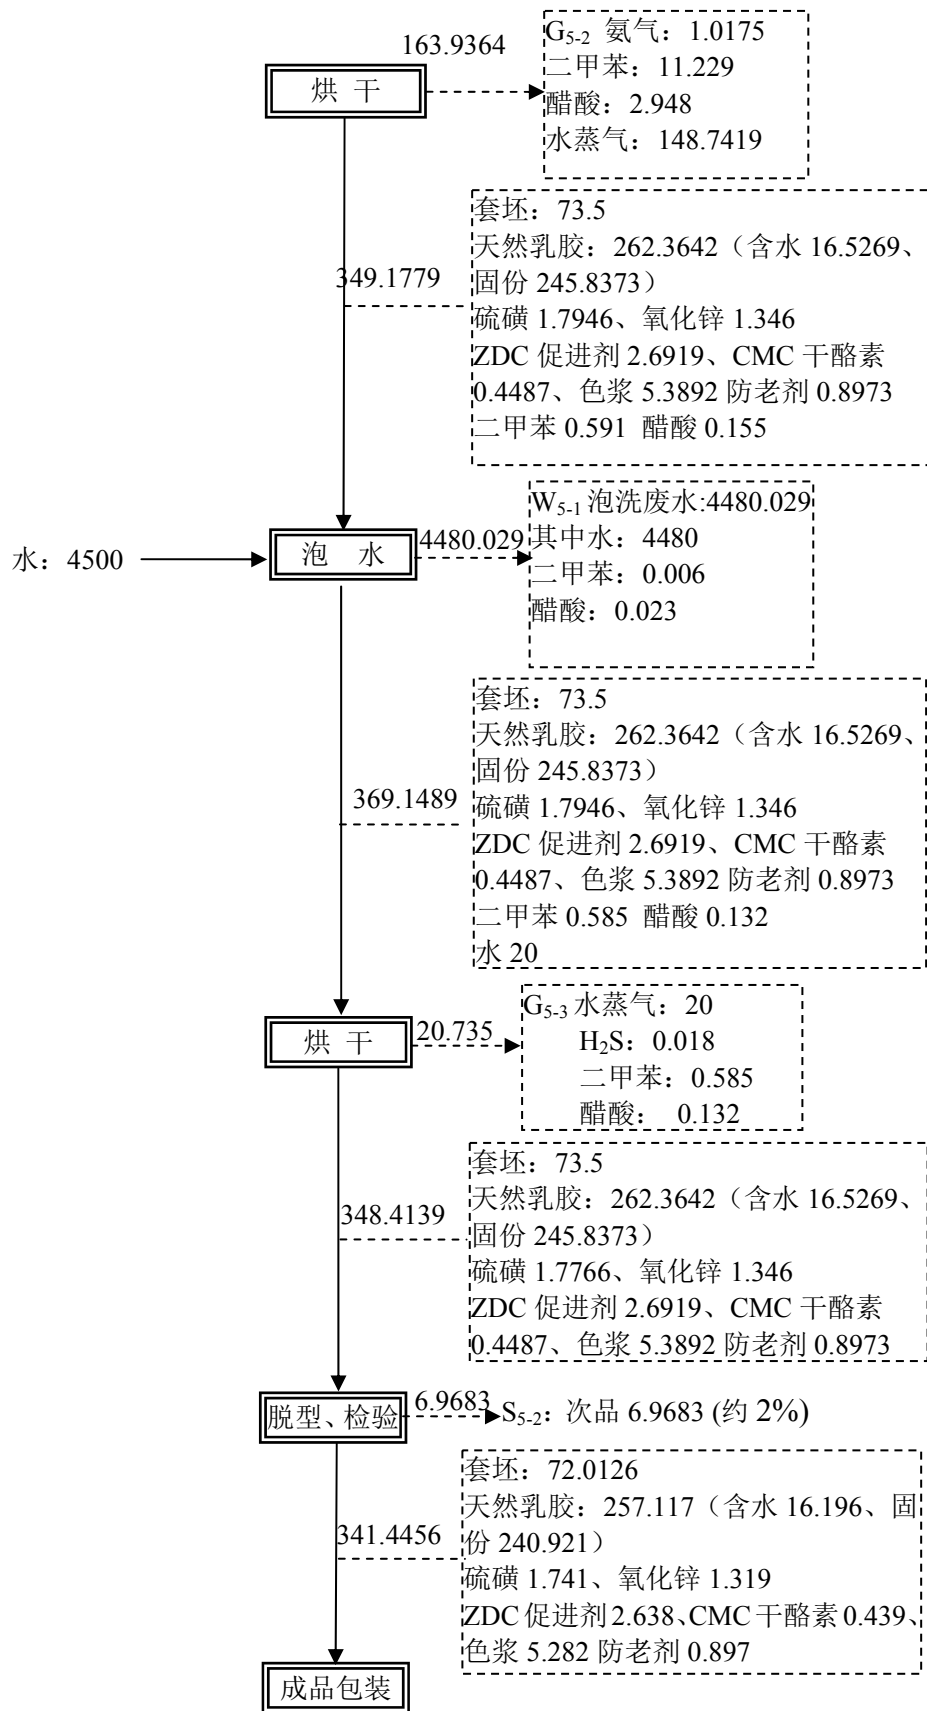 163.9364
烘 干
G5-2 氨气：1.0175
二甲苯：11.229
醋酸：2.948
水蒸气：148.7419
349.1779
套坯：73.5
天然乳胶：262.3642（含水 16.5269、
固份 245.8373）
硫磺 1.7946、氧化锌 1.346
ZDC 促进剂 2.6919、CMC 干酪素
0.4487、色浆 5.3892 防老剂 0.8973
二甲苯 0.591 醋酸 0.155
水：4500
泡 水
4480.029
W5-1 泡洗废水:4480.029
其中水：4480
二甲苯：0.006
醋酸：0.023
369.1489
套坯：73.5
天然乳胶：262.3642（含水 16.5269、
固份 245.8373）
硫磺 1.7946、氧化锌 1.346
ZDC 促进剂 2.6919、CMC 干酪素
0.4487、色浆 5.3892 防老剂 0.8973
二甲苯 0.585 醋酸 0.132
水 20
烘 干
20.735
G5-3 水蒸气：20
H2S：0.018
二甲苯：0.585
醋酸： 0.132
348.4139
套坯：73.5
天然乳胶：262.3642（含水 16.5269、
固份 245.8373）
硫磺 1.7766、氧化锌 1.346
ZDC 促进剂 2.6919、CMC 干酪素
0.4487、色浆 5.3892 防老剂 0.8973
脱型、检验
6.9683
S5-2：次品 6.9683 (约 2%)
341.4456
套坯：72.0126
天然乳胶：257.117（含水 16.196、固
份 240.921）
硫磺 1.741、氧化锌 1.319
ZDC 促进剂 2.638、CMC 干酪素 0.439、
色浆 5.282 防老剂 0.897
成品包装